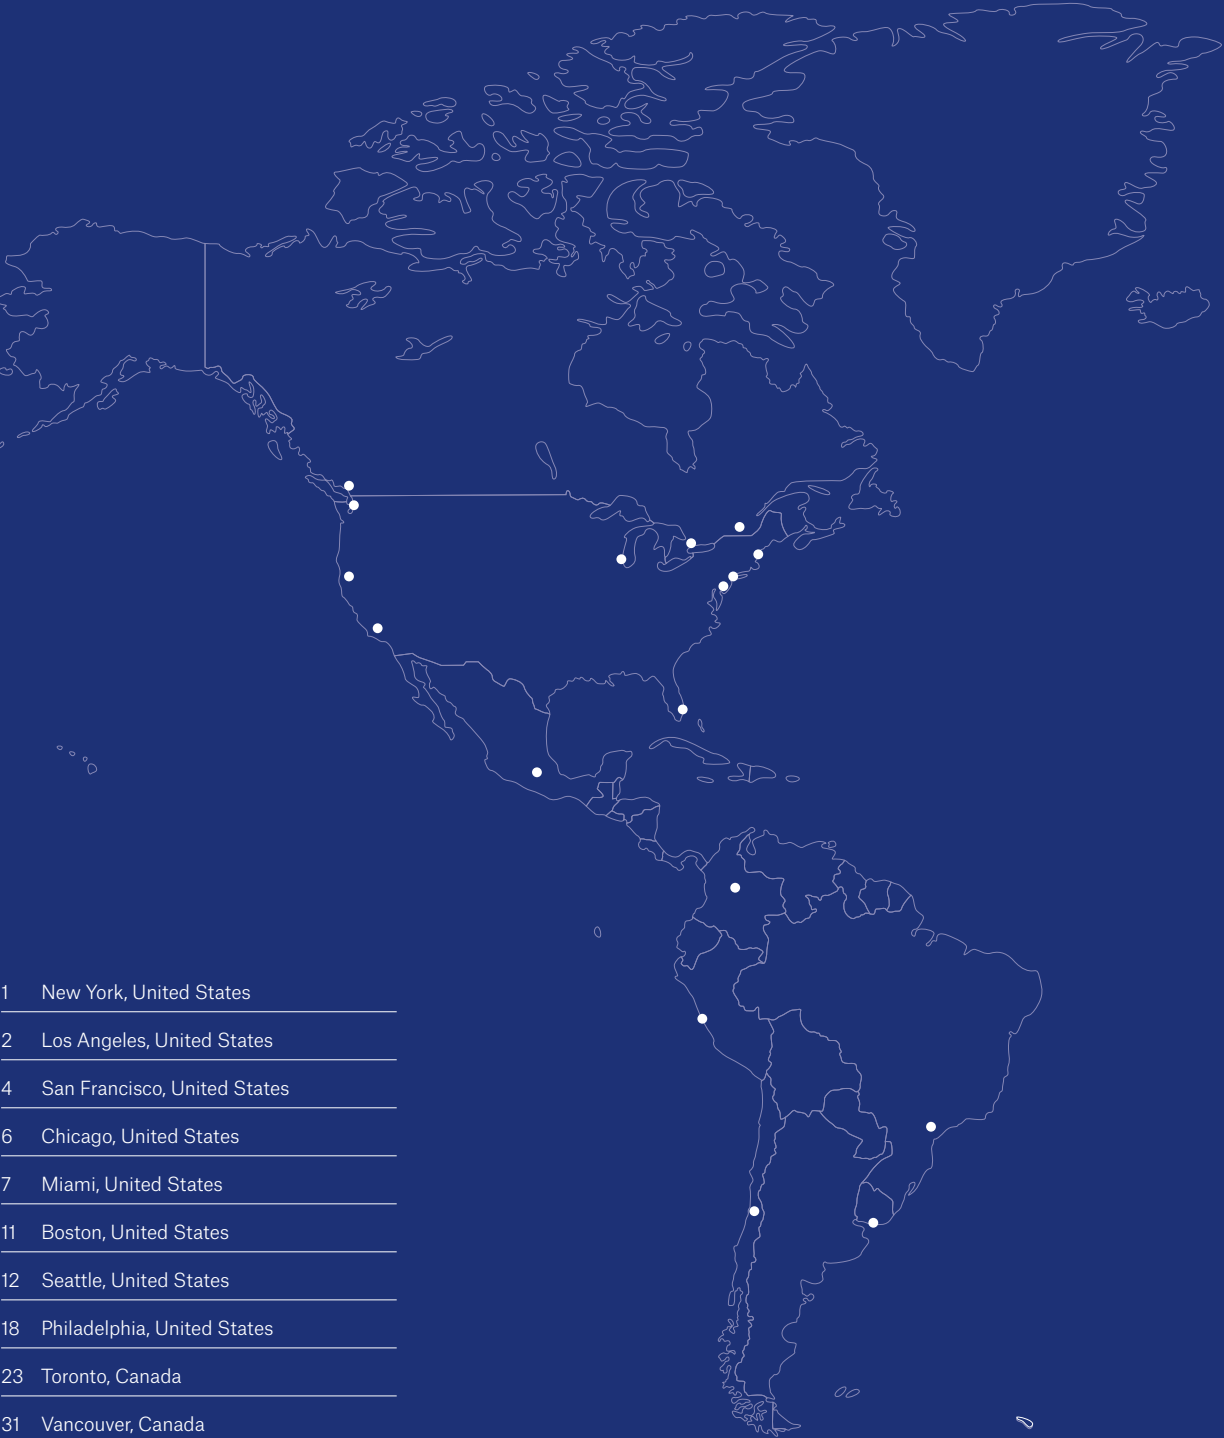 1 New York, United States
2 Los Angeles, United States
4 San Francisco, United States
6 Chicago, United States
7 Miami, United States
11 Boston, United States
12 Seattle, United States
18 Philadelphia, United States
23 Toronto, Canada
31 Vancouver, Canada